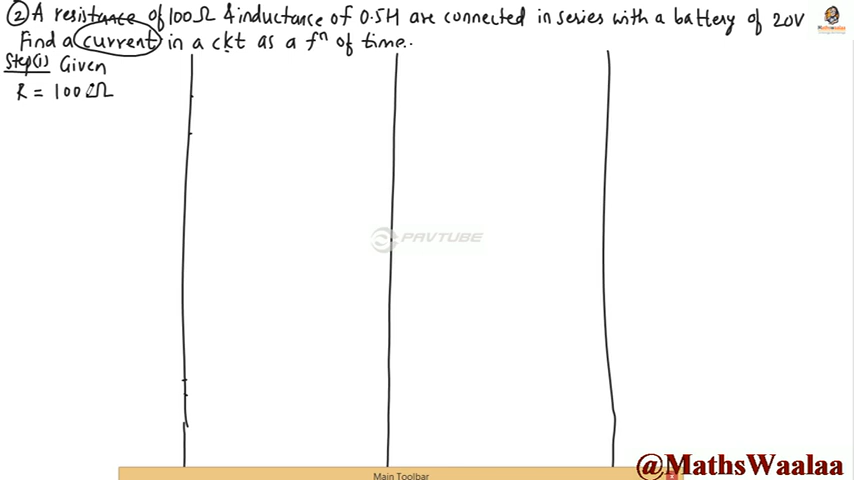 ② A resistance of 100Ω & inductance of 0.5H are connected in series with a battery of 20V
Find a current in a ckt as a fⁿ of time..
Step(1) Given
R = 100Ω
PAVTUBE
Main Toolbar
@MathsWaalaa